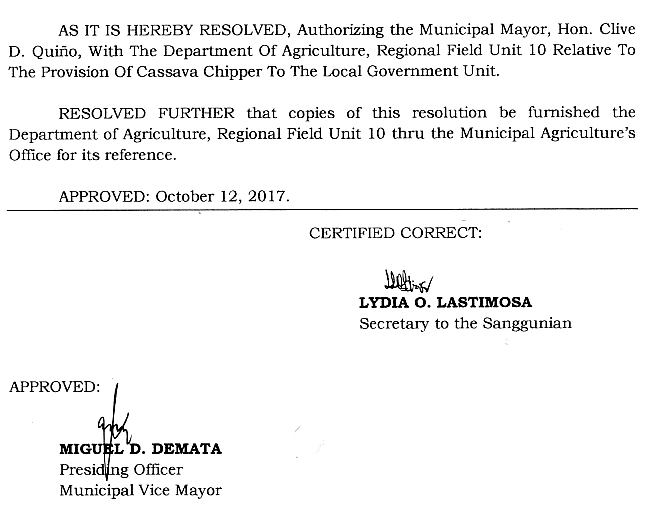 AS IT IS HEREBY RESOLVED, Authorizing the Municipal Mayor, Hon. Clive
D. Quiño, With The Department Of Agriculture, Regional Field Unit 10 Relative To
The Provision Of Cassava Chipper To The Local Government Unit.
RESOLVED FURTHER that copies of this resolution be furnished the
Department of Agriculture, Regional Field Unit 10 thru the Municipal Agriculture's
Office for its reference.
APPROVED: October 12, 2017.
CERTIFIED CORRECT:
LYDIA O. LASTIMOSA
Secretary to the Sanggunian
APPROVED:
MIGUEL D. DEMATA
Presiding Officer
Municipal Vice Mayor